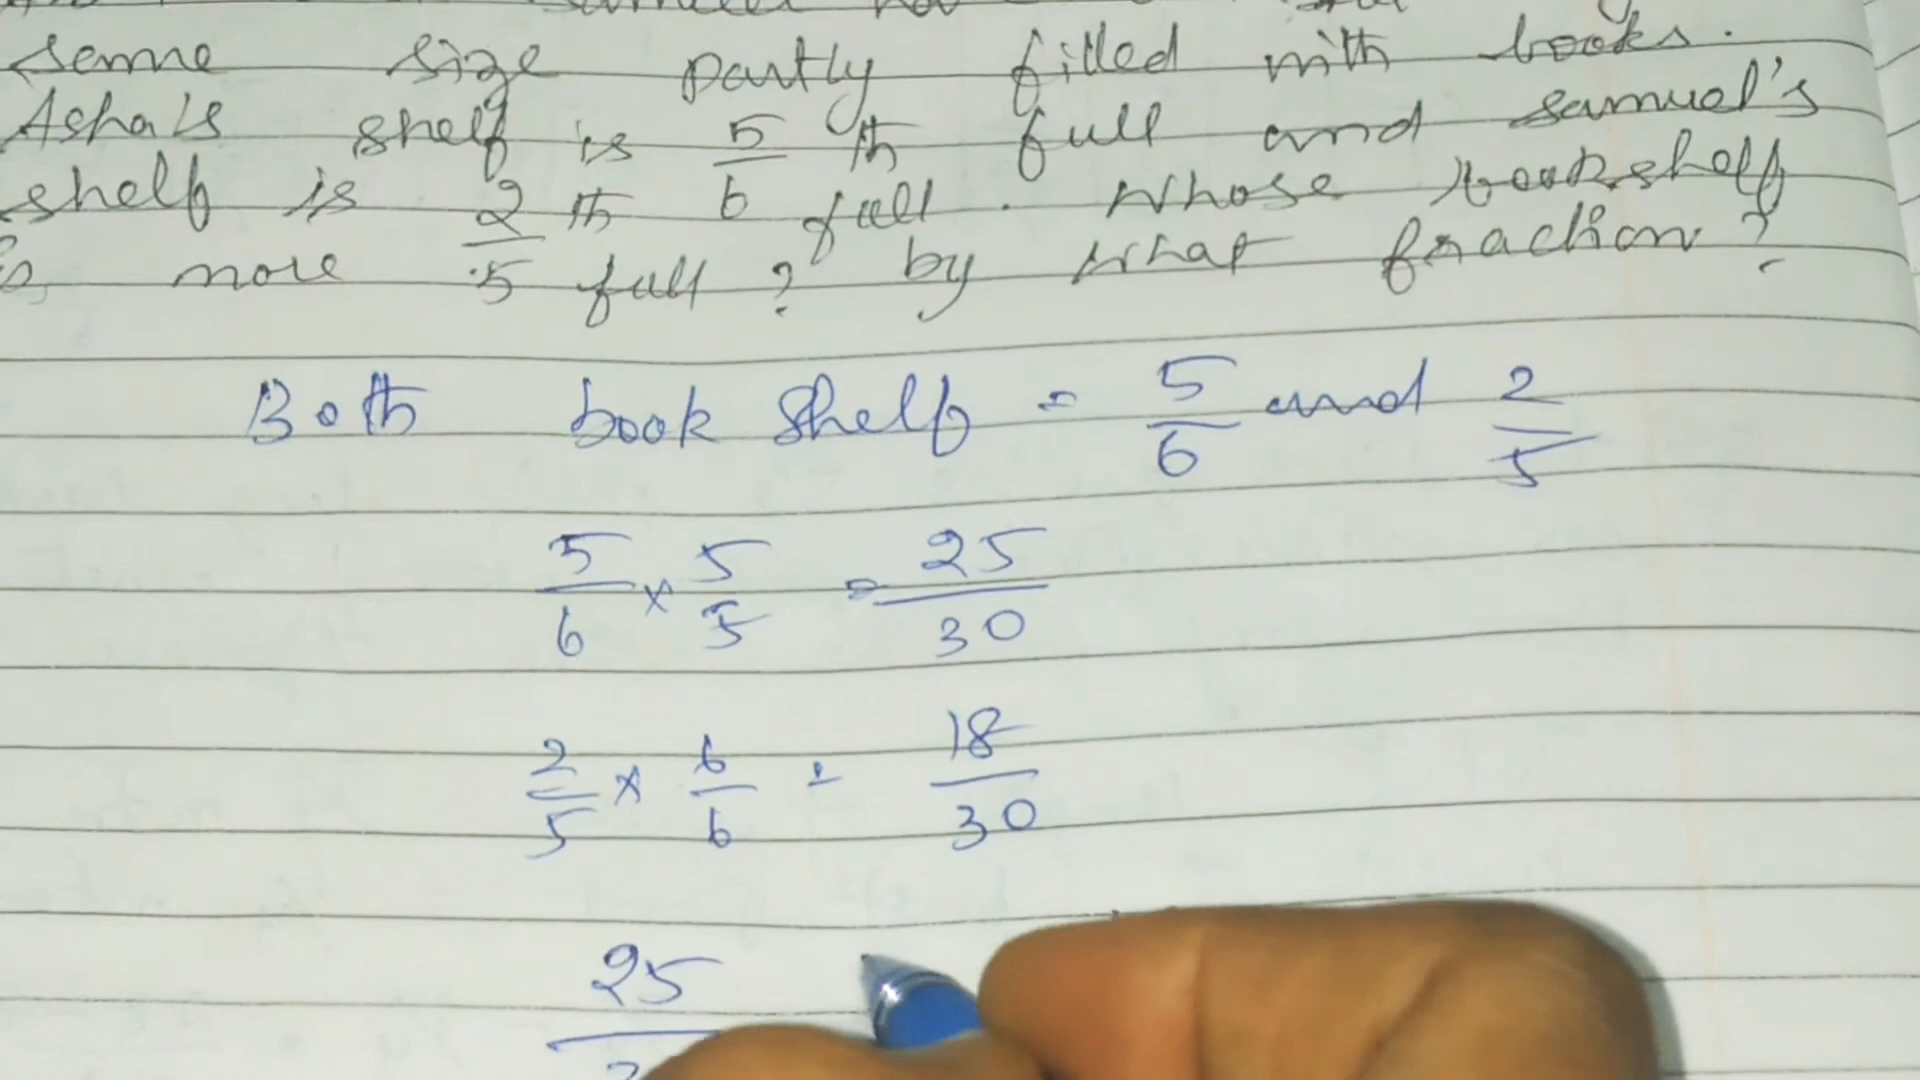 same size partly filled with books.
Asha's shelf is 5/6 th full and samuel's
shelf is 2/5 th full. Whose bookshelf
is more full? by what fraction?
Both book shelf = 5/6 and 2/5
5/6 × 5/5 = 25/30
2/5 × 6/6 = 18/30
25